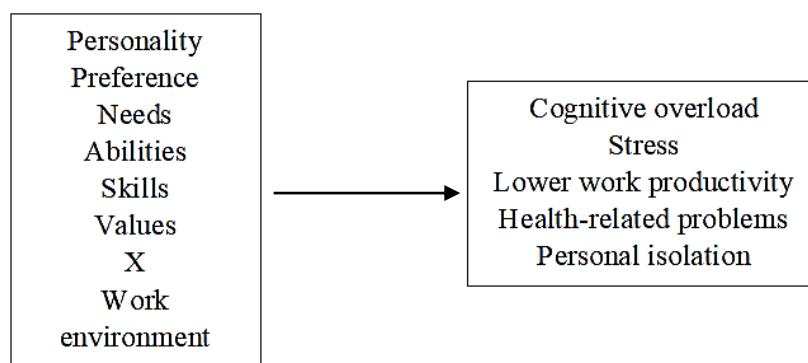 Personality
Preference
Needs
Abilities
Skills
Values
X
Work
environment
Cognitive overload
Stress
Lower work productivity
Health-related problems
Personal isolation